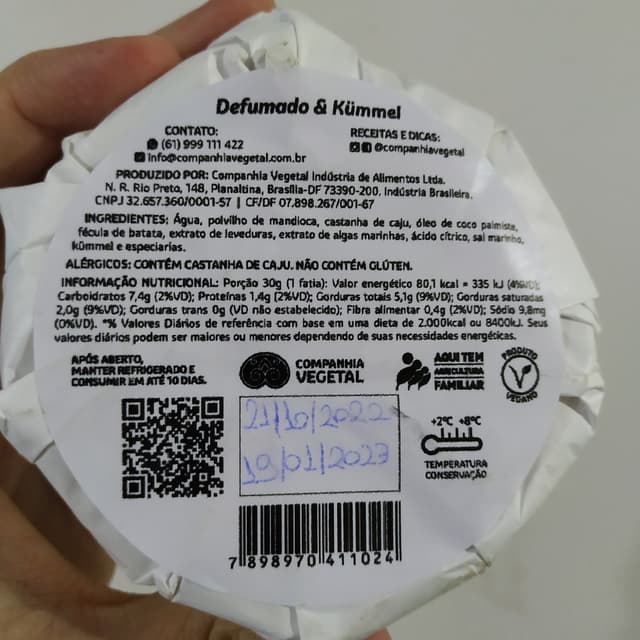 Defumado & Kümmel
CONTATO:
(61) 999 111 422
info@companhiavegetal.com.br
RECEITAS E DICAS:
@companhiavegetal
PRODUZIDO POR: Companhia Vegetal Indústria de Alimentos Ltda.
N. R. Rio Preto, 148, Planaltina, Brasília-DF 73390-200, Indústria Brasileira.
CNPJ 32.657.360/0001-57 | CF/DF 07.898.267/001-67
INGREDIENTES: Água, polvilho de mandioca, castanha de caju, óleo de coco palmiste,
fécula de batata, extrato de leveduras, extrato de algas marinhas, ácido cítrico, sal marinho,
kümmel e especiarias.
ALÉRGICOS: CONTÉM CASTANHA DE CAJU. NÃO CONTÉM GLÚTEN.
INFORMAÇÃO NUTRICIONAL: Porção 30g (1 fatia): Valor energético 80,1 kcal = 335 kJ (4%VD);
Carboidratos 7,4g (2%VD); Proteínas 1,4g (2%VD); Gorduras totais 5,1g (9%VD); Gorduras saturadas
2,0g (9%VD); Gorduras trans 0g (VD não estabelecido); Fibra alimentar 0,4g (2%VD); Sódio 9,8mg
(0%VD). *% Valores Diários de referência com base em uma dieta de 2.000kcal ou 8400kJ. Seus
valores diários podem ser maiores ou menores dependendo de suas necessidades energéticas.
APÓS ABERTO,
MANTER REFRIGERADO E
CONSUMIR EM ATÉ 10 DIAS.
COMPANHIA
VEGETAL
AQUI TEM
AGRICULTURA
FAMILIAR
PRODUTO
VEGANO
21/10/2022
19/01/2023
+2°C +8°C
TEMPERATURA
CONSERVAÇÃO
7 898970 411024